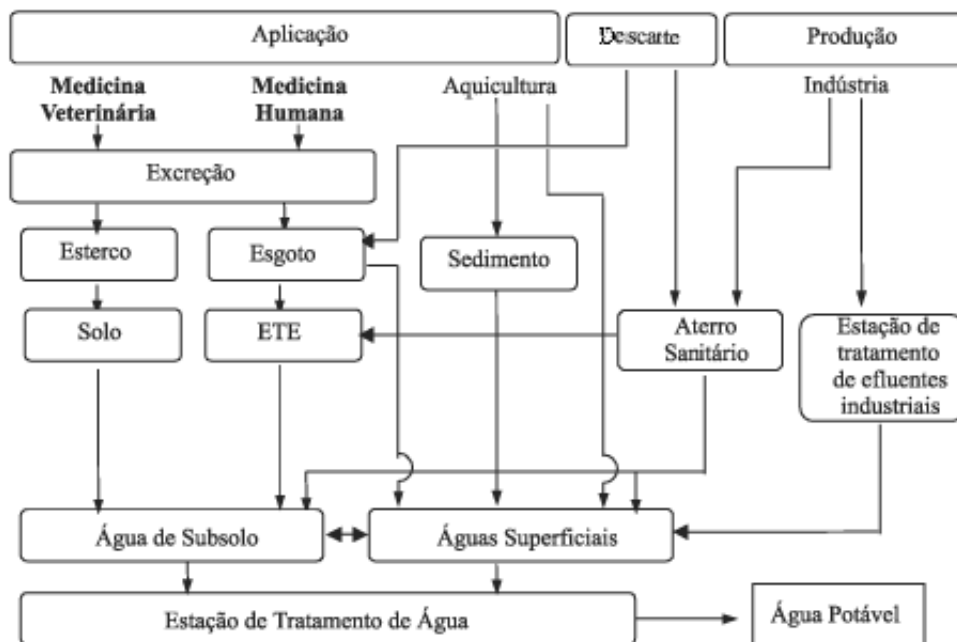 Aplicação
Descarte
Produção
Medicina
Veterinária
Medicina
Humana
Aquicultura
Indústria
Excreção
Esterco
Esgoto
Sedimento
Solo
ETE
Aterro
Sanitário
Estação de
tratamento
de efluentes
industriais
Água de Subsolo
Águas Superficiais
Estação de Tratamento de Água
Água Potável